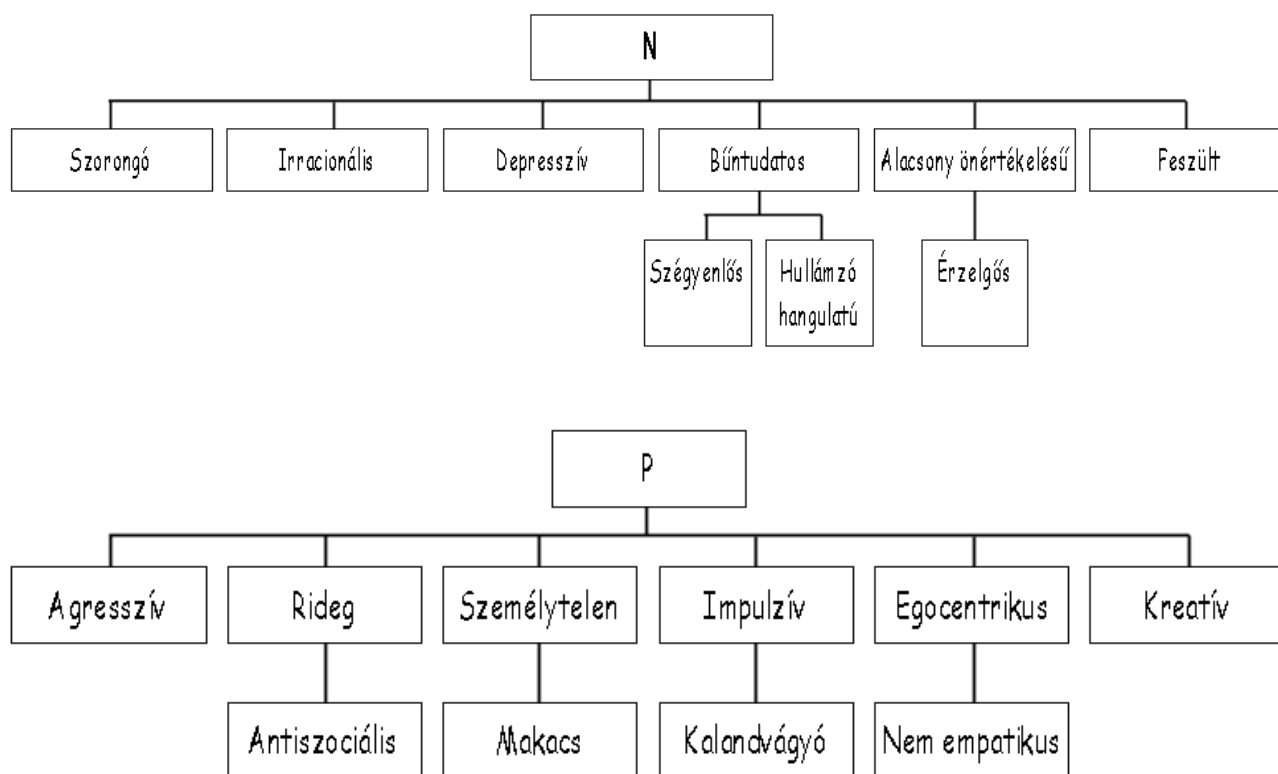 N
Szorongó
Irracionális
Depresszív
Bűntudatos
Alacsony önértékelésű
Feszült
Szégyenlős
Hullámzó
hangulatú
Érzelgős
P
Agresszív
Rideg
Személytelen
Impulzív
Egocentrikus
Kreatív
Antiszociális
Makacs
Kalandvágyó
Nem empatikus